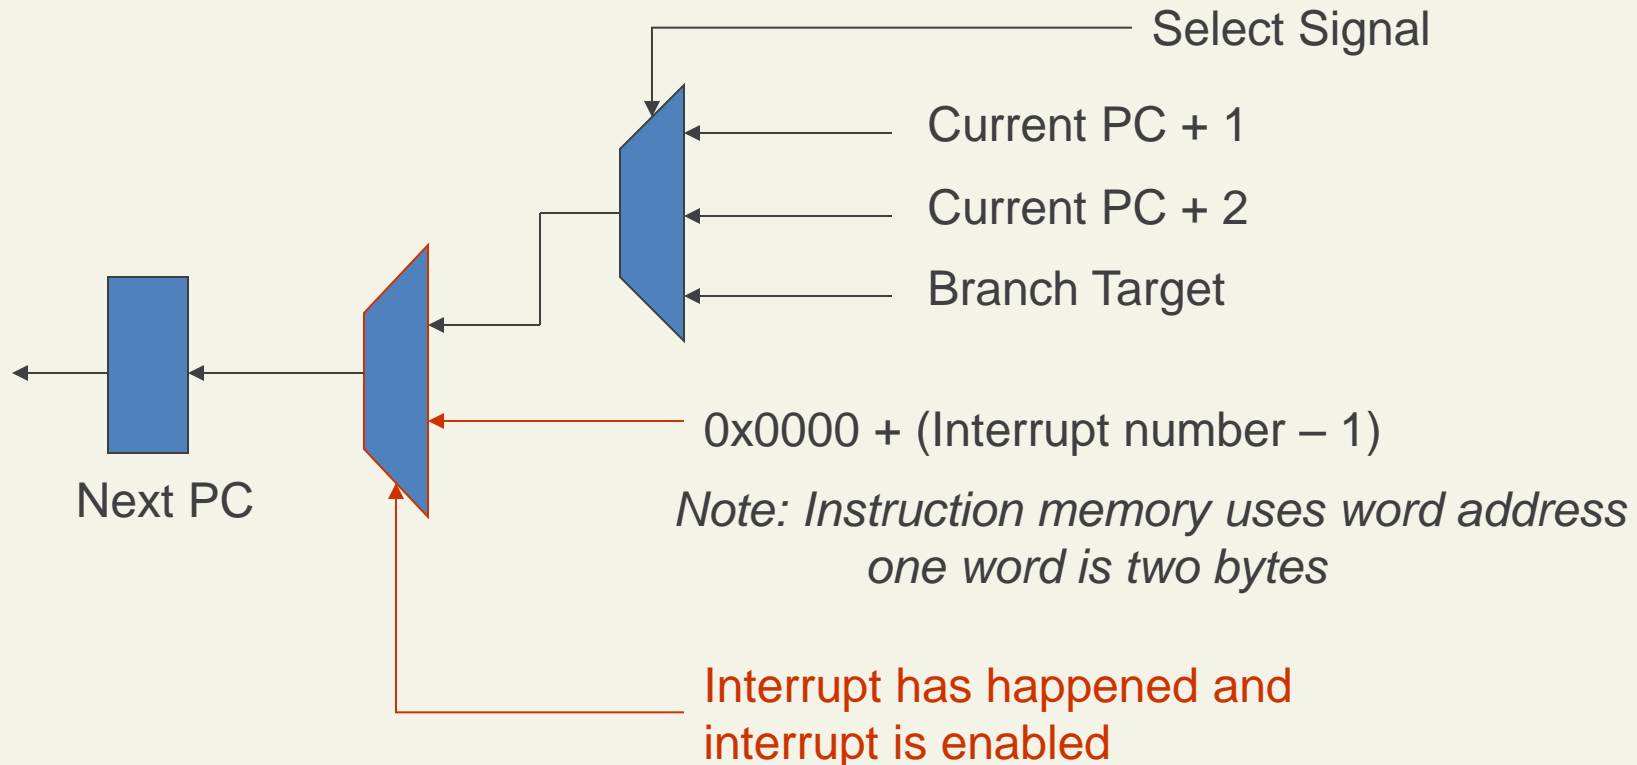 Select Signal
Current PC + 1
Current PC + 2
Branch Target
0x0000 + (Interrupt number – 1)
Next PC
Note: Instruction memory uses word address
one word is two bytes
Interrupt has happened and
interrupt is enabled